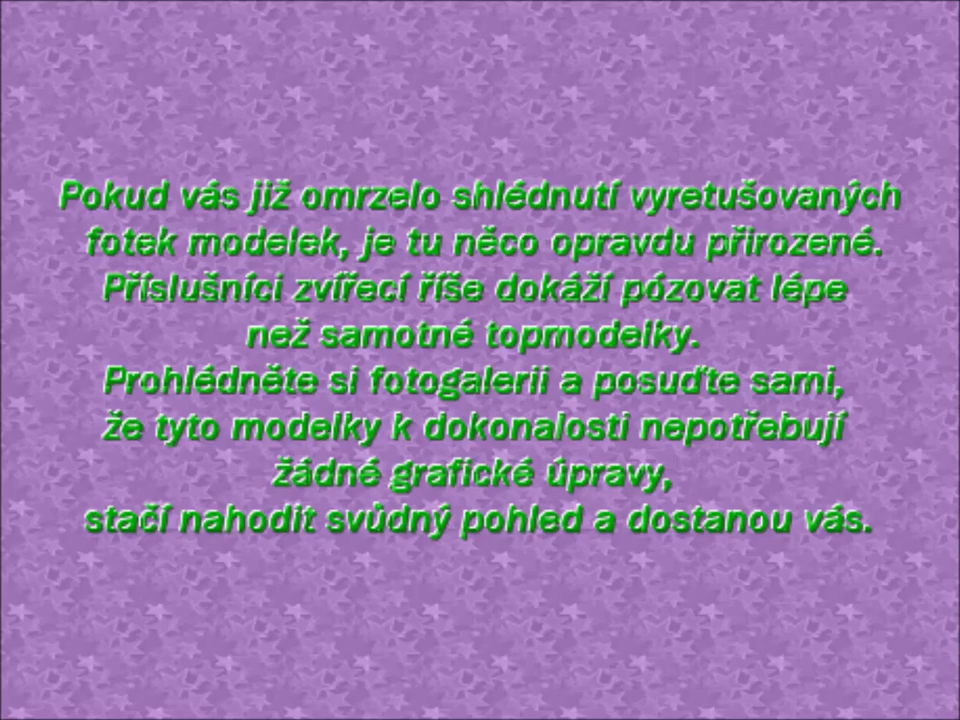 Pokud vás již omrzelo shlédnutí vyretušovaných
fotek modelek, je tu něco opravdu přirozené.
Příslušníci zvířecí říše dokáží pózovat lépe
než samotné topmodelky.
Prohlédněte si fotogalerii a posuďte sami,
že tyto modelky k dokonalosti nepotřebují
žádné grafické úpravy,
stačí nahodit svůdný pohled a dostanou vás.